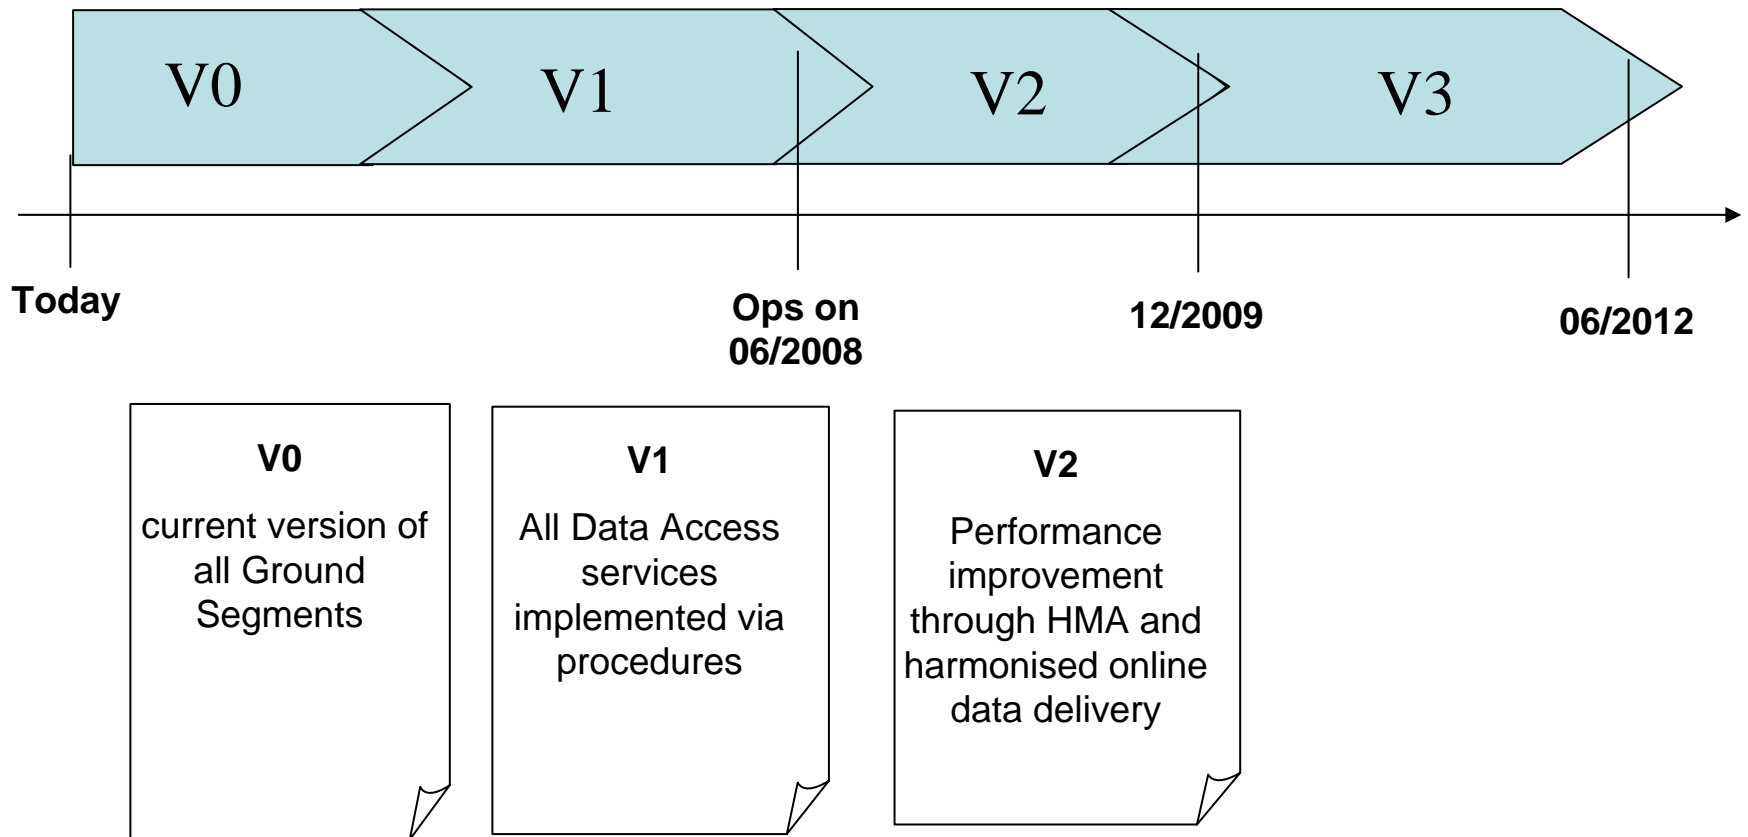 V0
V1
V2
V3
Today
Ops on
06/2008
12/2009
06/2012
V0
current version of
all Ground
Segments
V1
All Data Access
services
implemented via
procedures
V2
Performance
improvement
through HMA and
harmonised online
data delivery